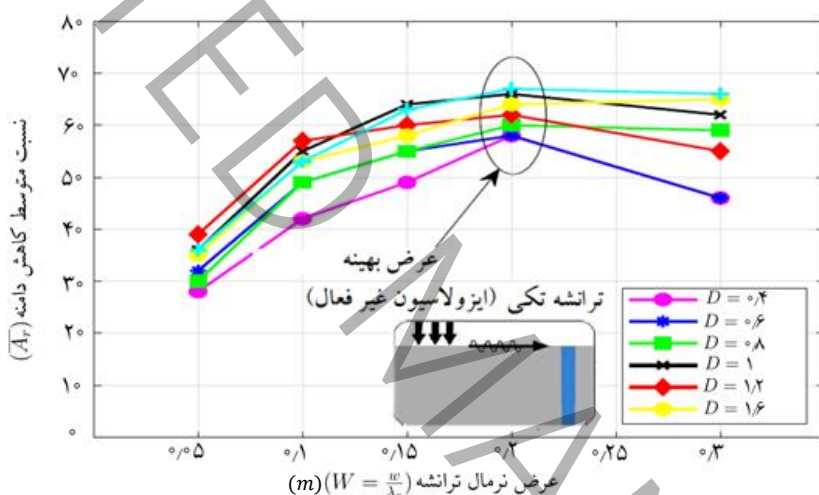 ۸۰
۷۰
۶۰
۵۰
۴۰
۳۰
۲۰
۱۰
۰
نسبت متوسط کاهش دامنه (Ar)
عرض بهینه
ترانشه تکی (ایزولاسیون غیر فعال)
D = ۰٫۴
D = ۰٫۶
D = ۰٫۸
D = ۱
D = ۱٫۲
D = ۱٫۶
۰٫۰۵ ۰٫۱ ۰٫۱۵ ۰٫۲ ۰٫۲۵ ۰٫۳
عرض نرمال ترانشه (W = w/λr)(m)